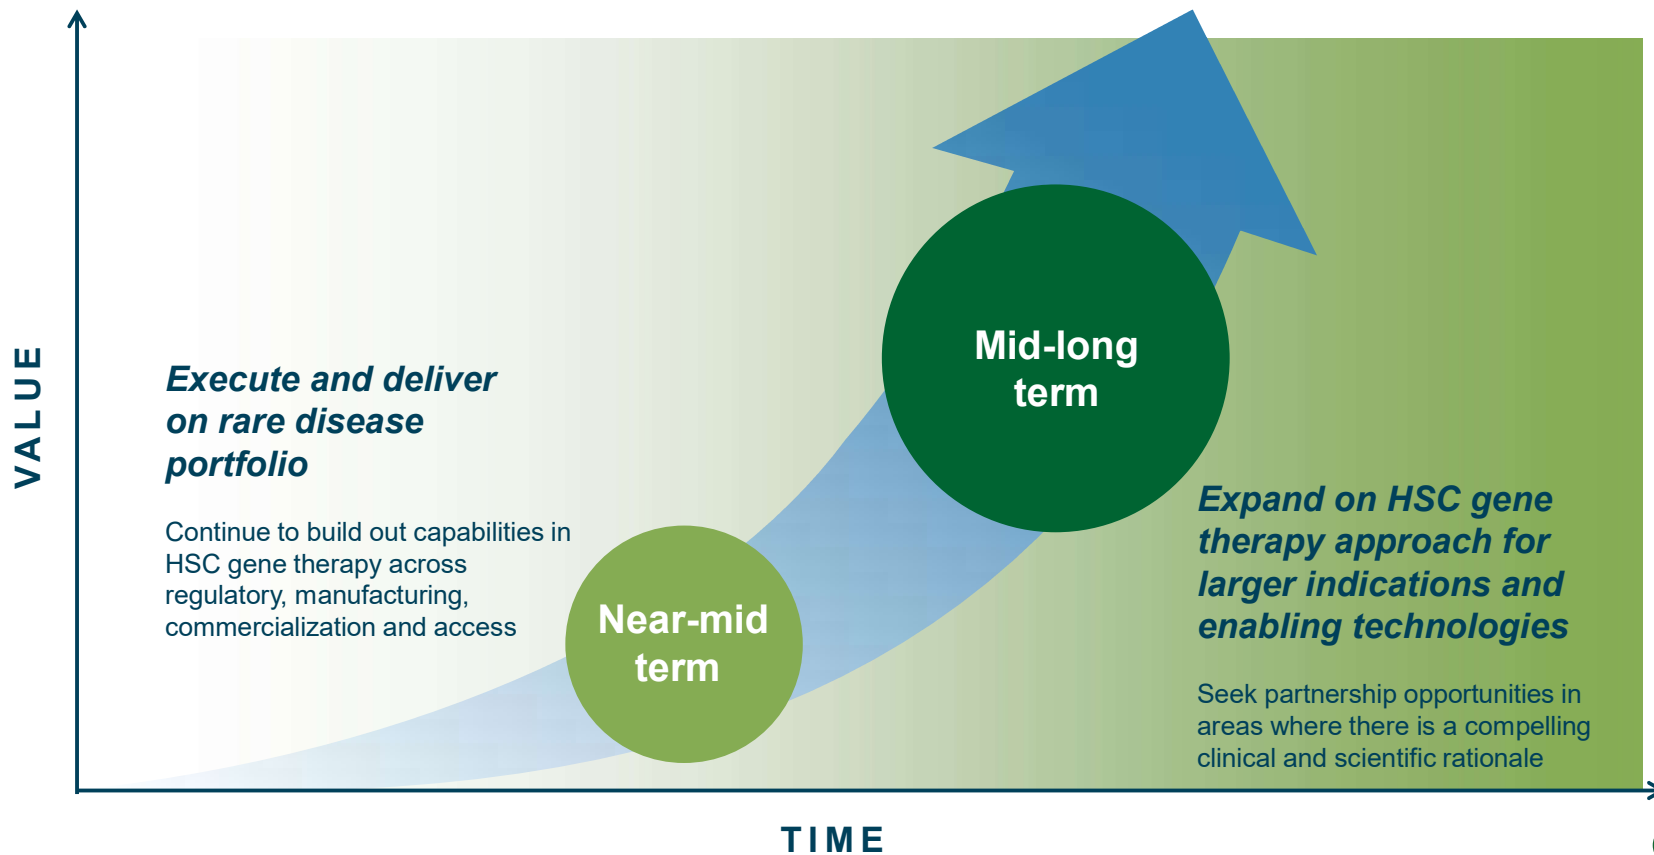 VALUE
Execute and deliver
on rare disease
portfolio
Continue to build out capabilities in
HSC gene therapy across
regulatory, manufacturing,
commercialization and access
Near-mid
term
Mid-long
term
Expand on HSC gene
therapy approach for
larger indications and
enabling technologies
Seek partnership opportunities in
areas where there is a compelling
clinical and scientific rationale
TIME